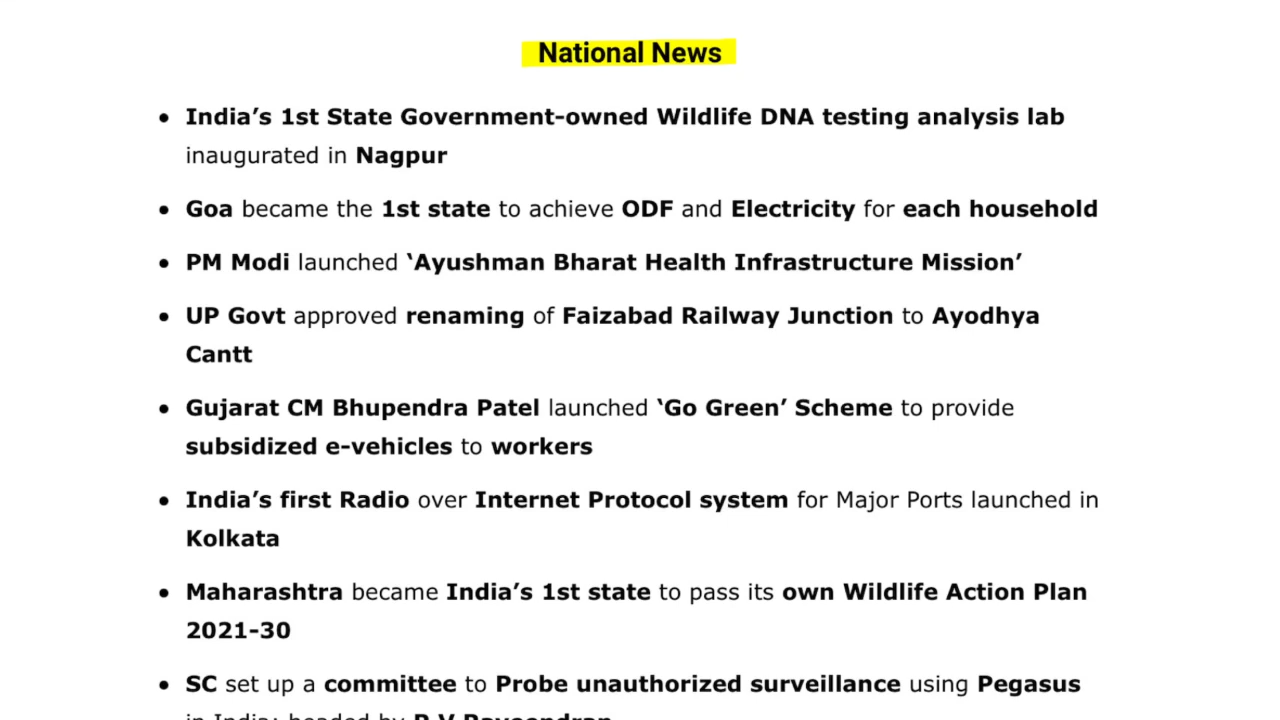 National News
• India’s 1st State Government-owned Wildlife DNA testing analysis lab
inaugurated in Nagpur
• Goa became the 1st state to achieve ODF and Electricity for each household
• PM Modi launched ‘Ayushman Bharat Health Infrastructure Mission’
• UP Govt approved renaming of Faizabad Railway Junction to Ayodhya
Cantt
• Gujarat CM Bhupendra Patel launched ‘Go Green’ Scheme to provide
subsidized e-vehicles to workers
• India’s first Radio over Internet Protocol system for Major Ports launched in
Kolkata
• Maharashtra became India’s 1st state to pass its own Wildlife Action Plan
2021-30
• SC set up a committee to Probe unauthorized surveillance using Pegasus
in India; headed by R V Raveendran